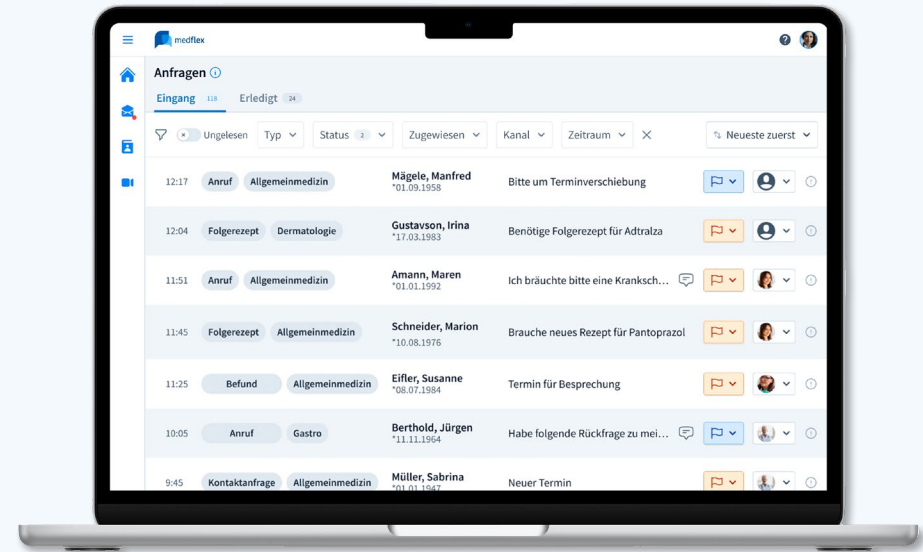 medflex
Anfragen
Eingang 118 Erledigt 24
Ungelesen Typ Status 2 Zugewiesen Kanal Zeitraum Neueste zuerst
12:17 Anruf Allgemeinmedizin Mägele, Manfred Bitte um Terminverschiebung
*01.09.1958
12:04 Folgerezept Dermatologie Gustavson, Irina Benötige Folgerezept für Adtralza
*17.03.1983
11:51 Anruf Allgemeinmedizin Amann, Maren Ich bräuchte bitte eine Kranksch...
*01.01.1992
11:45 Folgerezept Allgemeinmedizin Schneider, Marion Brauche neues Rezept für Pantoprazol
*10.08.1976
11:25 Befund Allgemeinmedizin Eifler, Susanne Termin für Besprechung
*08.07.1984
10:05 Anruf Gastro Berthold, Jürgen Habe folgende Rückfrage zu mei...
*11.11.1964
9:45 Kontaktanfrage Allgemeinmedizin Müller, Sabrina Neuer Termin
*01.01.1947